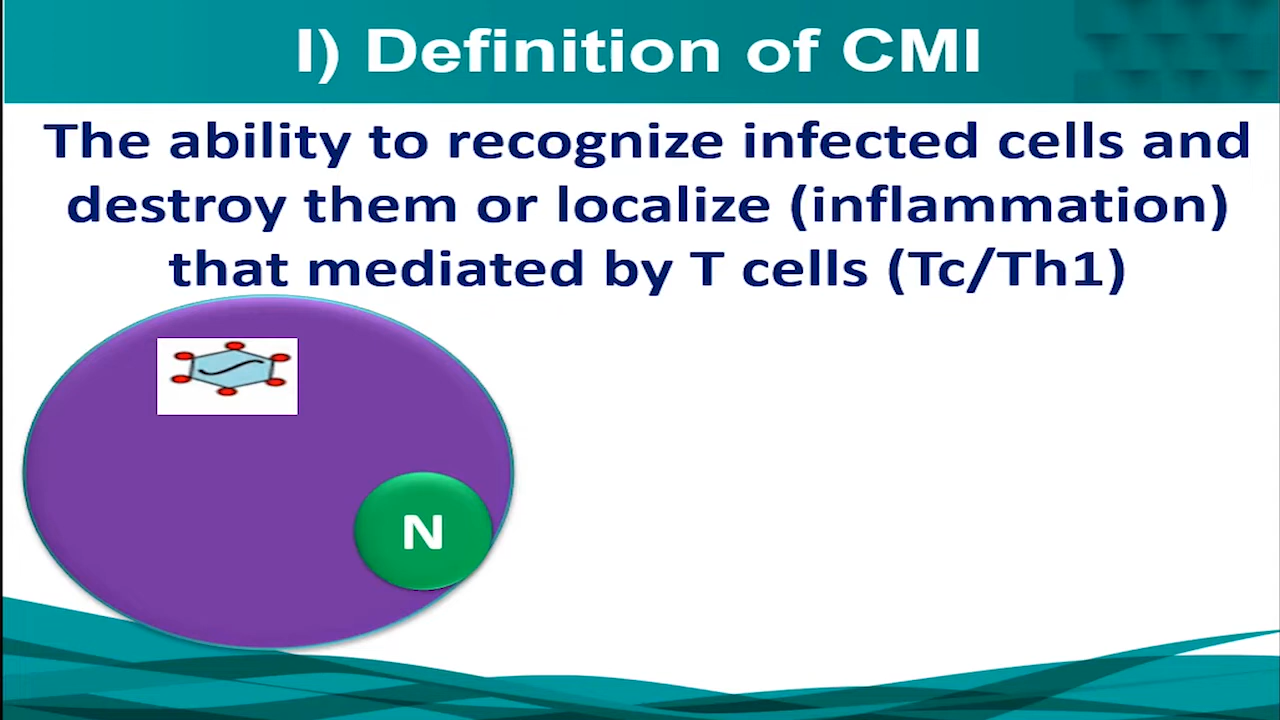 I) Definition of CMI
The ability to recognize infected cells and
destroy them or localize (inflammation)
that mediated by T cells (Tc/Th1)
N